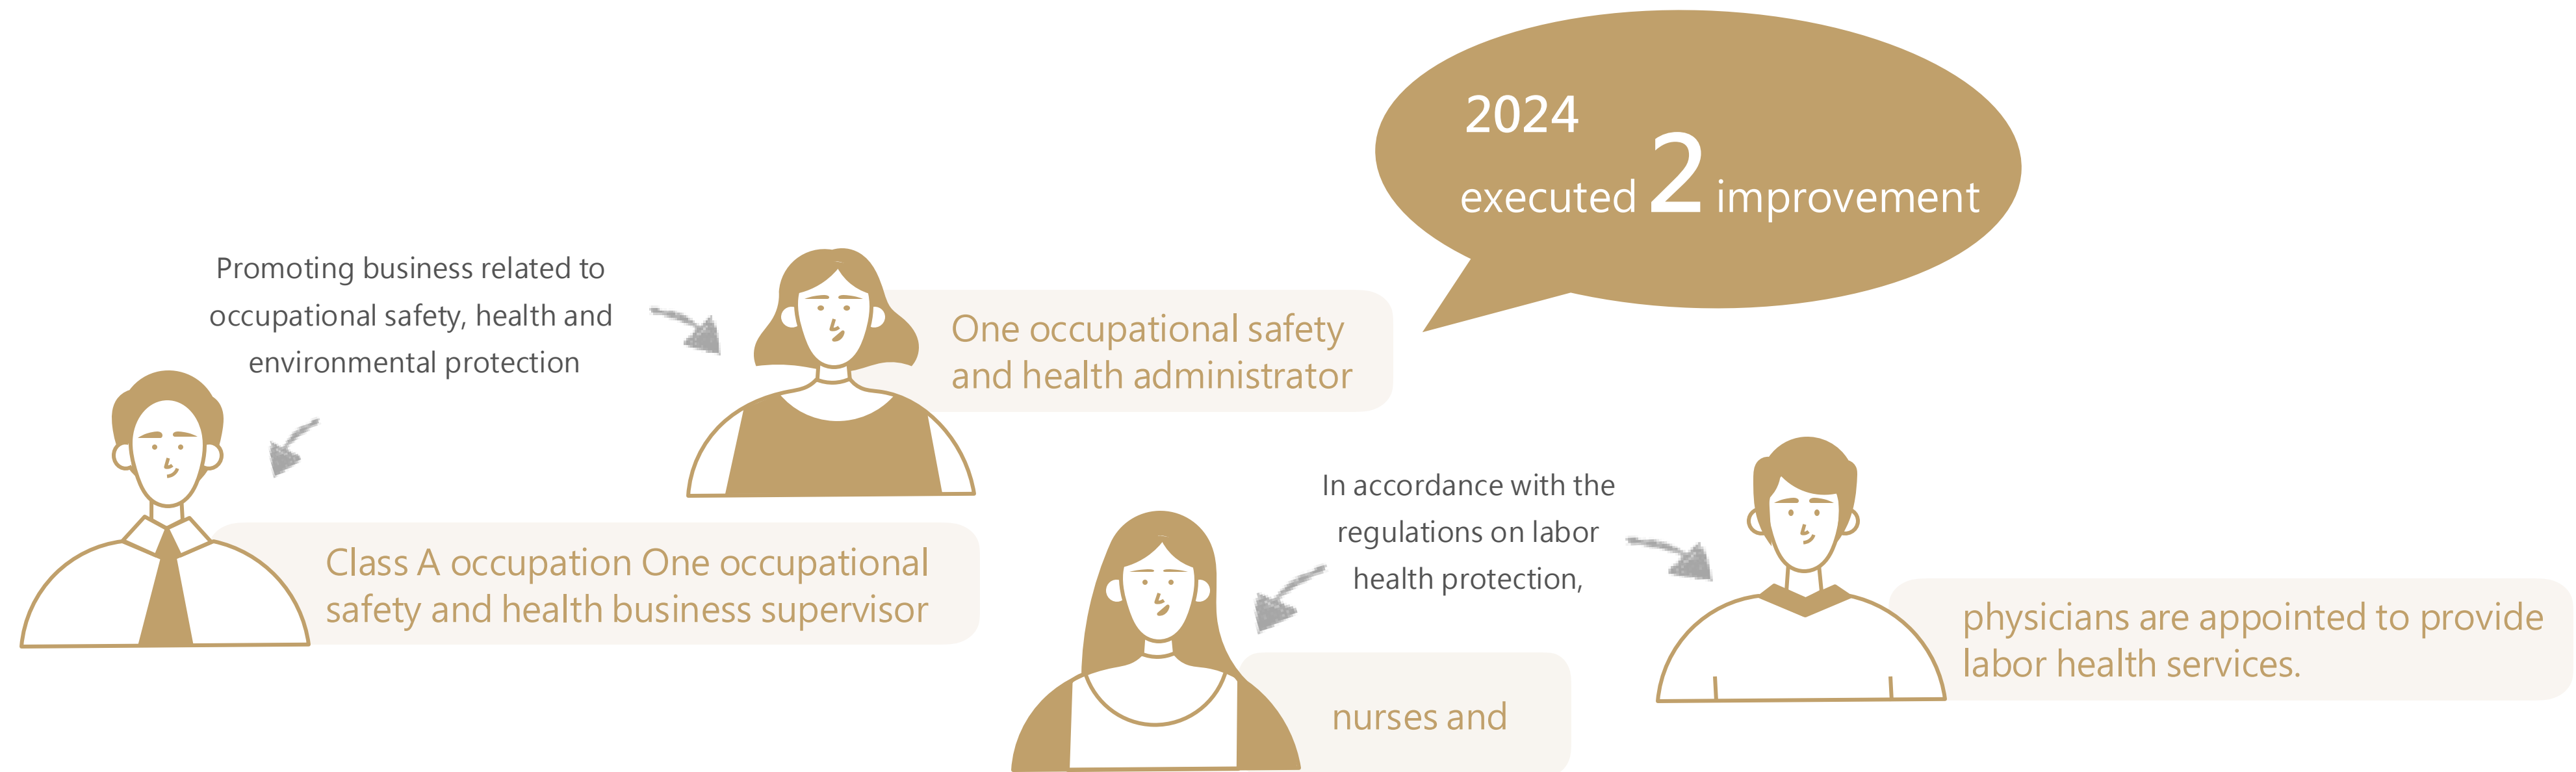 2024
executed 2 improvement
Promoting business related to
occupational safety, health and
environmental protection
One occupational safety
and health administrator
Class A occupation One occupational
safety and health business supervisor
In accordance with the
regulations on labor
health protection,
nurses and
physicians are appointed to provide
labor health services.